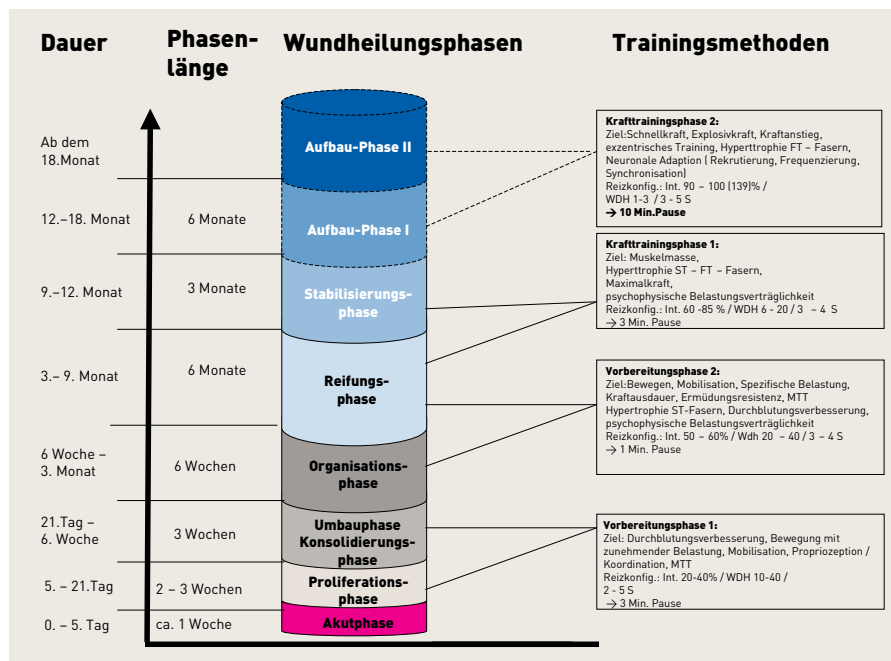 Dauer
Phasen-
länge
Wundheilungsphasen
Trainingsmethoden
Ab dem
18.Monat
Aufbau-Phase II
12.–18. Monat
6 Monate
Aufbau-Phase I
9.–12. Monat
3 Monate
Stabilisierungs-
phase
3.– 9. Monat
6 Monate
Reifungs-
phase
6 Woche –
3. Monat
6 Wochen
Organisations-
phase
21.Tag –
6. Woche
3 Wochen
Umbauphase
Konsolidierungs-
phase
5. – 21.Tag
2 – 3 Wochen
Proliferations-
phase
0. – 5. Tag
ca. 1 Woche
Akutphase
Krafttrainingsphase 2:
Ziel:Schnellkraft, Explosivkraft, Kraftanstieg,
exzentrisches Training, Hyperttrophie FT – Fasern,
Neuronale Adaption ( Rekrutierung, Frequenzierung,
Synchronisation)
Reizkonfig.: Int. 90 – 100 (139)% /
WDH 1-3 / 3 - 5 S
→ 10 Min.Pause
Krafttrainingsphase 1:
Ziel: Muskelmasse,
Hyperttrophie ST – FT – Fasern,
Maximalkraft,
psychophysische Belastungsverträglichkeit
Reizkonfig.: Int. 60 -85 % / WDH 6 - 20 / 3 – 4 S
→ 3 Min. Pause
Vorbereitungsphase 2:
Ziel:Bewegen, Mobilisation, Spezifische Belastung,
Kraftausdauer, Ermüdungsresistenz, MTT
Hypertrophie ST-Fasern, Durchblutungsverbesserung,
psychophysische Belastungsverträglichkeit
Reizkonfig.: Int. 50 – 60% / Wdh 20 – 40 / 3 – 4 S
→ 1 Min. Pause
Vorbereitungsphase 1:
Ziel: Durchblutungsverbesserung, Bewegung mit
zunehmender Belastung, Mobilisation, Propriozeption /
Koordination, MTT
Reizkonfig.: Int. 20-40% / WDH 10-40 /
2 - 5 S
→ 3 Min. Pause